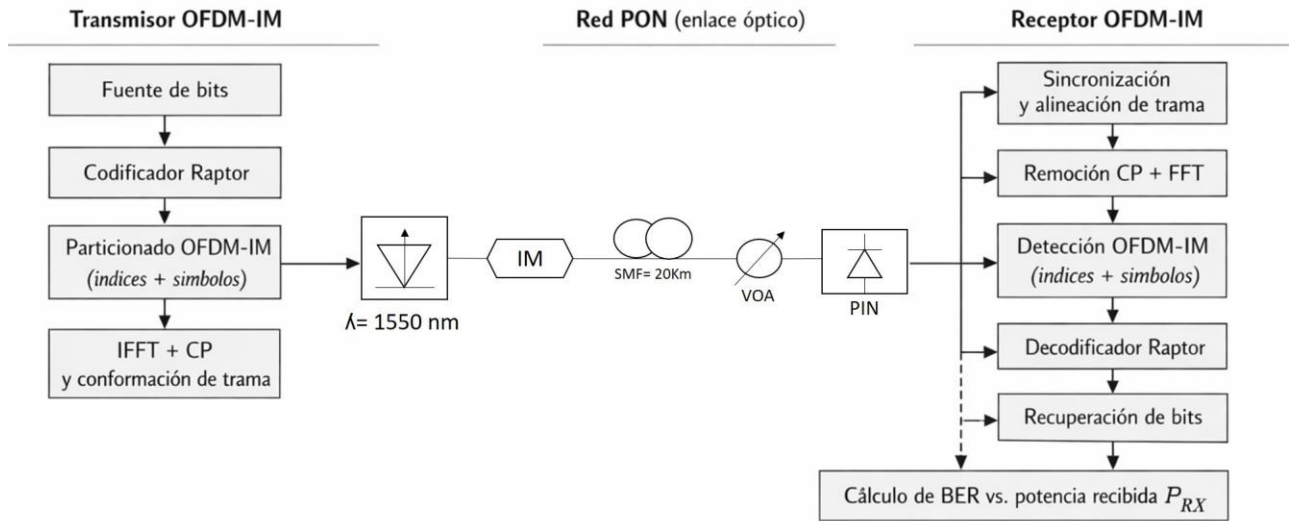 Transmisor OFDM-IM
Fuente de bits
Codificador Raptor
Particionado OFDM-IM
(indices + simbolos)
IFFT + CP
y conformación de trama
Red PON (enlace óptico)
λ= 1550 nm
IM
SMF= 20Km
VOA
PIN
Receptor OFDM-IM
Sincronización
y alineación de trama
Remoción CP + FFT
Detección OFDM-IM
(indices + simbolos)
Decodificador Raptor
Recuperación de bits
Cálculo de BER vs. potencia recibida P_RX